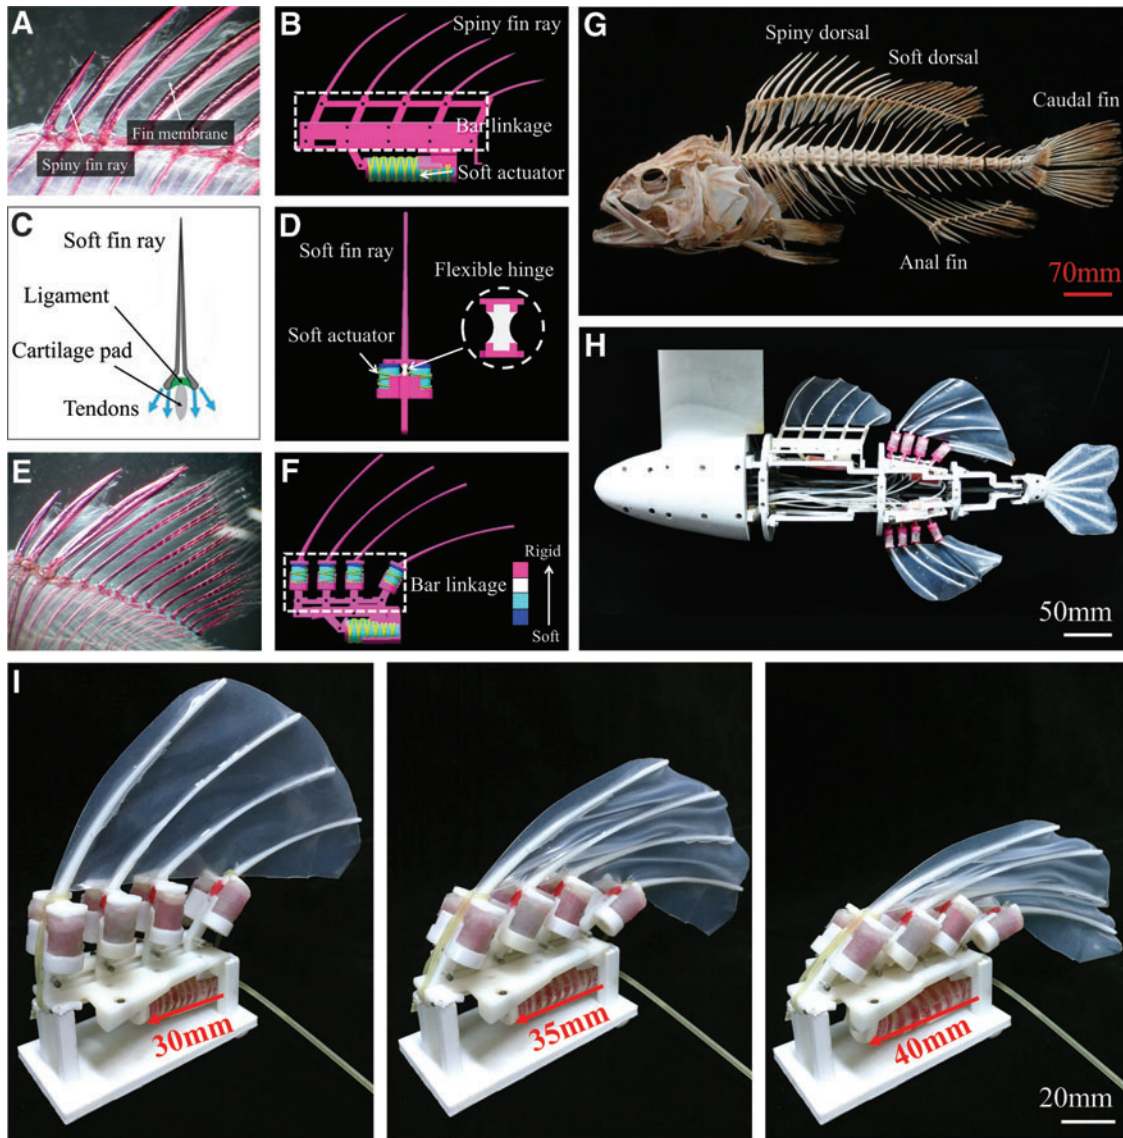 A
Fin membrane
Spiny fin ray
B
Spiny fin ray
Bar linkage
Soft actuator
C
Soft fin ray
Ligament
Cartilage pad
Tendons
D
Soft fin ray
Flexible hinge
Soft actuator
E
F
Bar linkage
Rigid
Soft
G
Spiny dorsal
Soft dorsal
Caudal fin
Anal fin
70mm
H
50mm
I
30mm
35mm
40mm
20mm